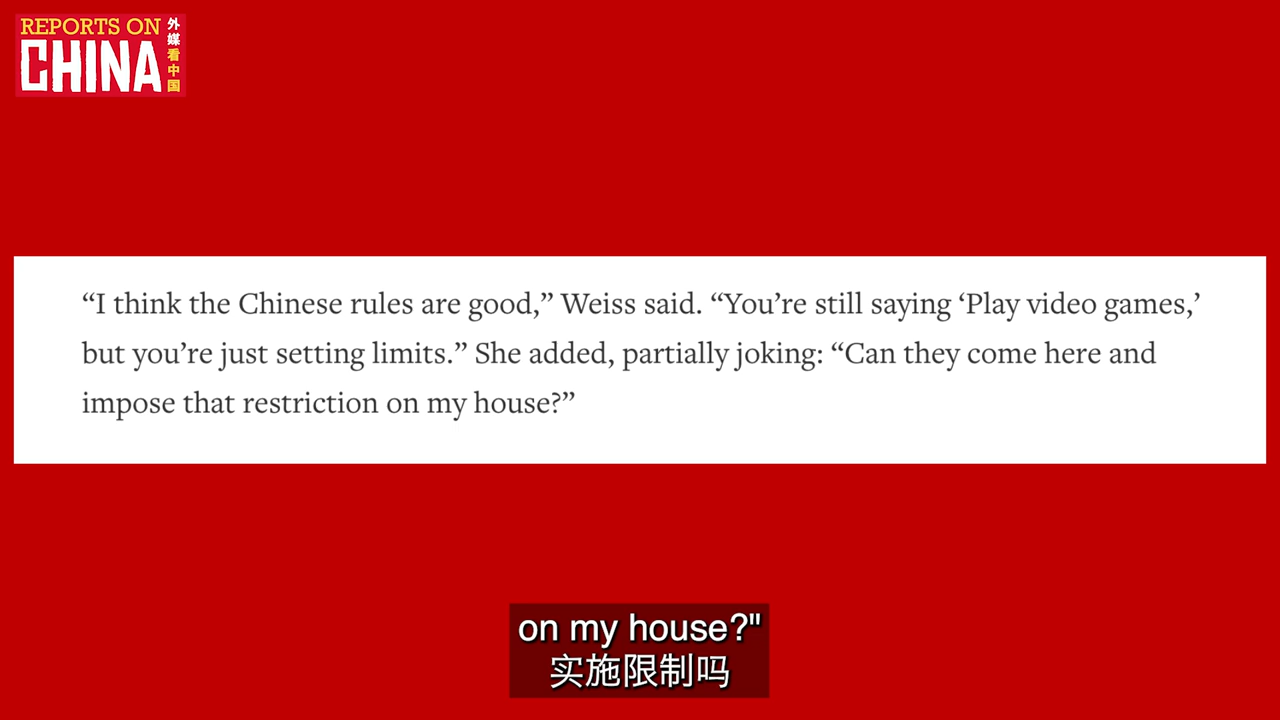 REPORTS ON
CHINA
外媒看中国
“I think the Chinese rules are good,” Weiss said. “You’re still saying ‘Play video games,’
but you’re just setting limits.” She added, partially joking: “Can they come here and
impose that restriction on my house?”
on my house?"
实施限制吗